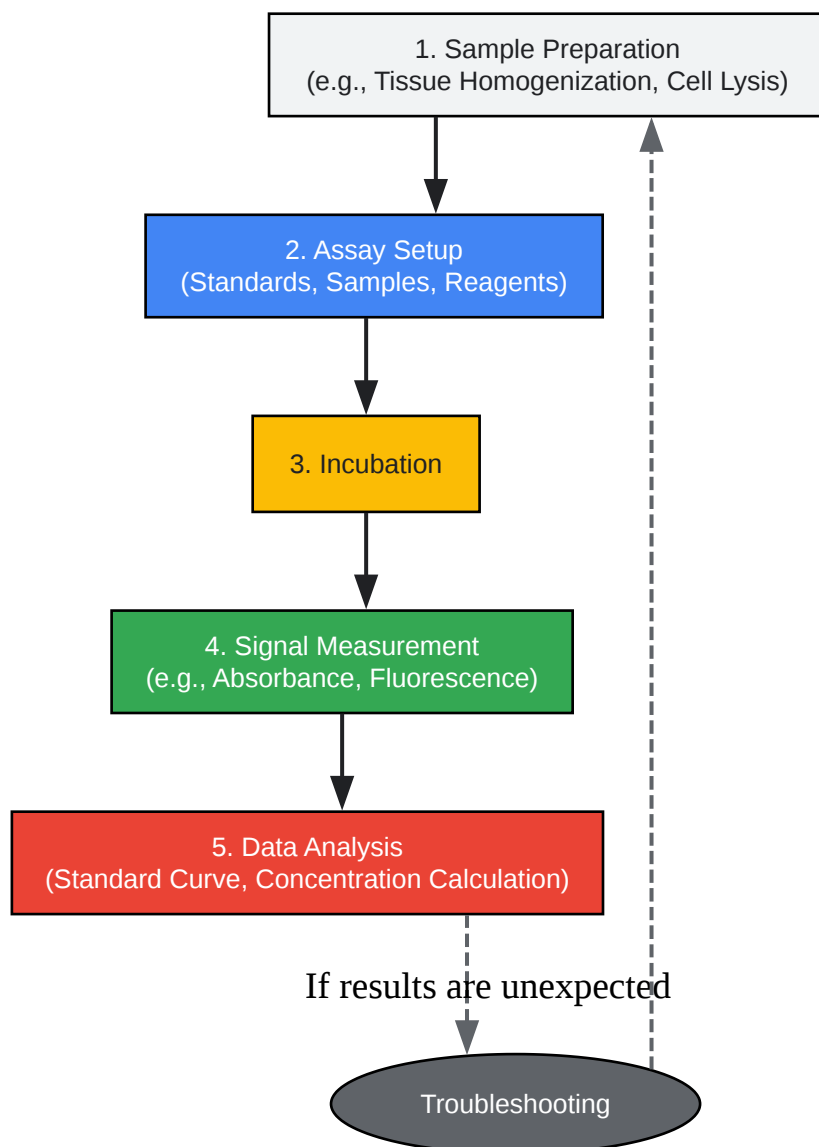 1. Sample Preparation
(e.g., Tissue Homogenization, Cell Lysis)
2. Assay Setup
(Standards, Samples, Reagents)
3. Incubation
4. Signal Measurement
(e.g., Absorbance, Fluorescence)
5. Data Analysis
(Standard Curve, Concentration Calculation)
If results are unexpected
Troubleshooting